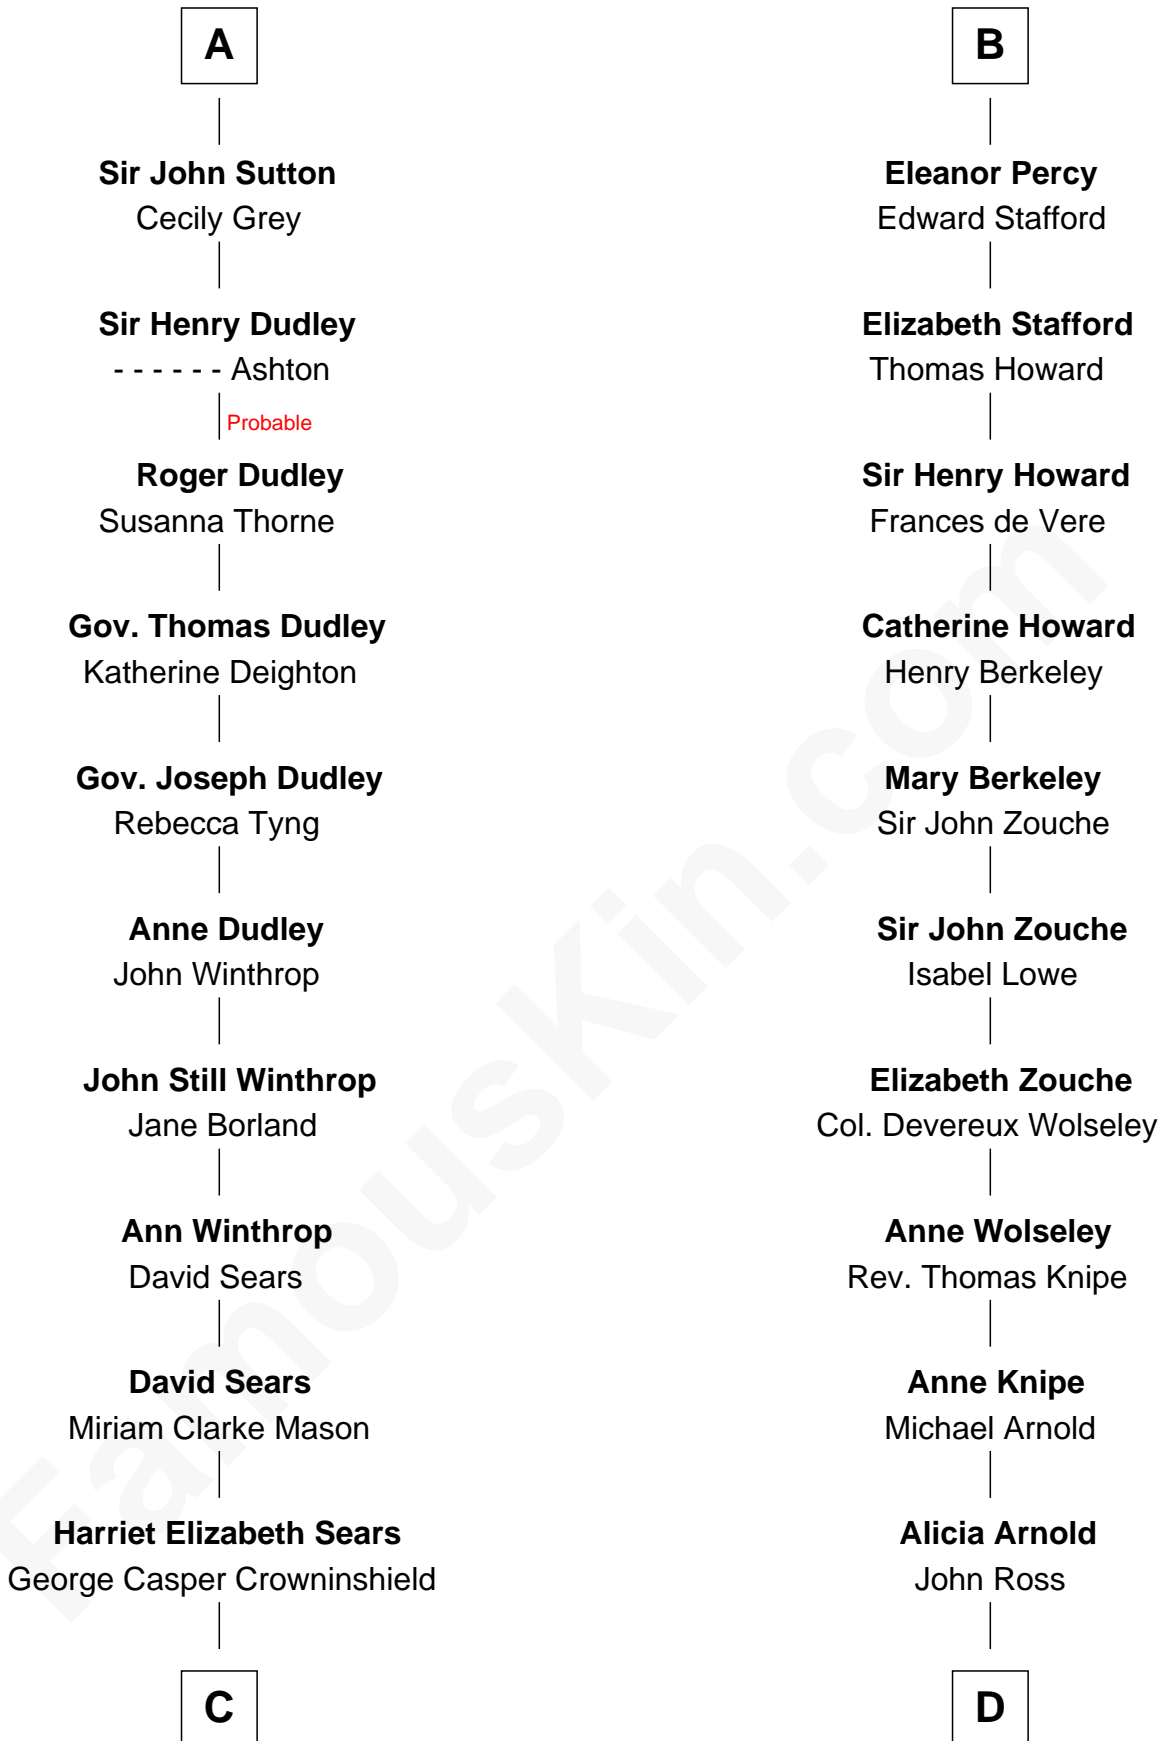 A
Sir John Sutton
Cecily Grey
Sir Henry Dudley
- - - - - - Ashton
Probable
Roger Dudley
Susanna Thorne
Gov. Thomas Dudley
Katherine Deighton
Gov. Joseph Dudley
Rebecca Tyng
Anne Dudley
John Winthrop
John Still Winthrop
Jane Borland
Ann Winthrop
David Sears
David Sears
Miriam Clarke Mason
Harriet Elizabeth Sears
George Casper Crowninshield
C
B
Eleanor Percy
Edward Stafford
Elizabeth Stafford
Thomas Howard
Sir Henry Howard
Frances de Vere
Catherine Howard
Henry Berkeley
Mary Berkeley
Sir John Zouche
Sir John Zouche
Isabel Lowe
Elizabeth Zouche
Col. Devereux Wolseley
Anne Wolseley
Rev. Thomas Knipe
Anne Knipe
Michael Arnold
Alicia Arnold
John Ross
D
FamousKin.com